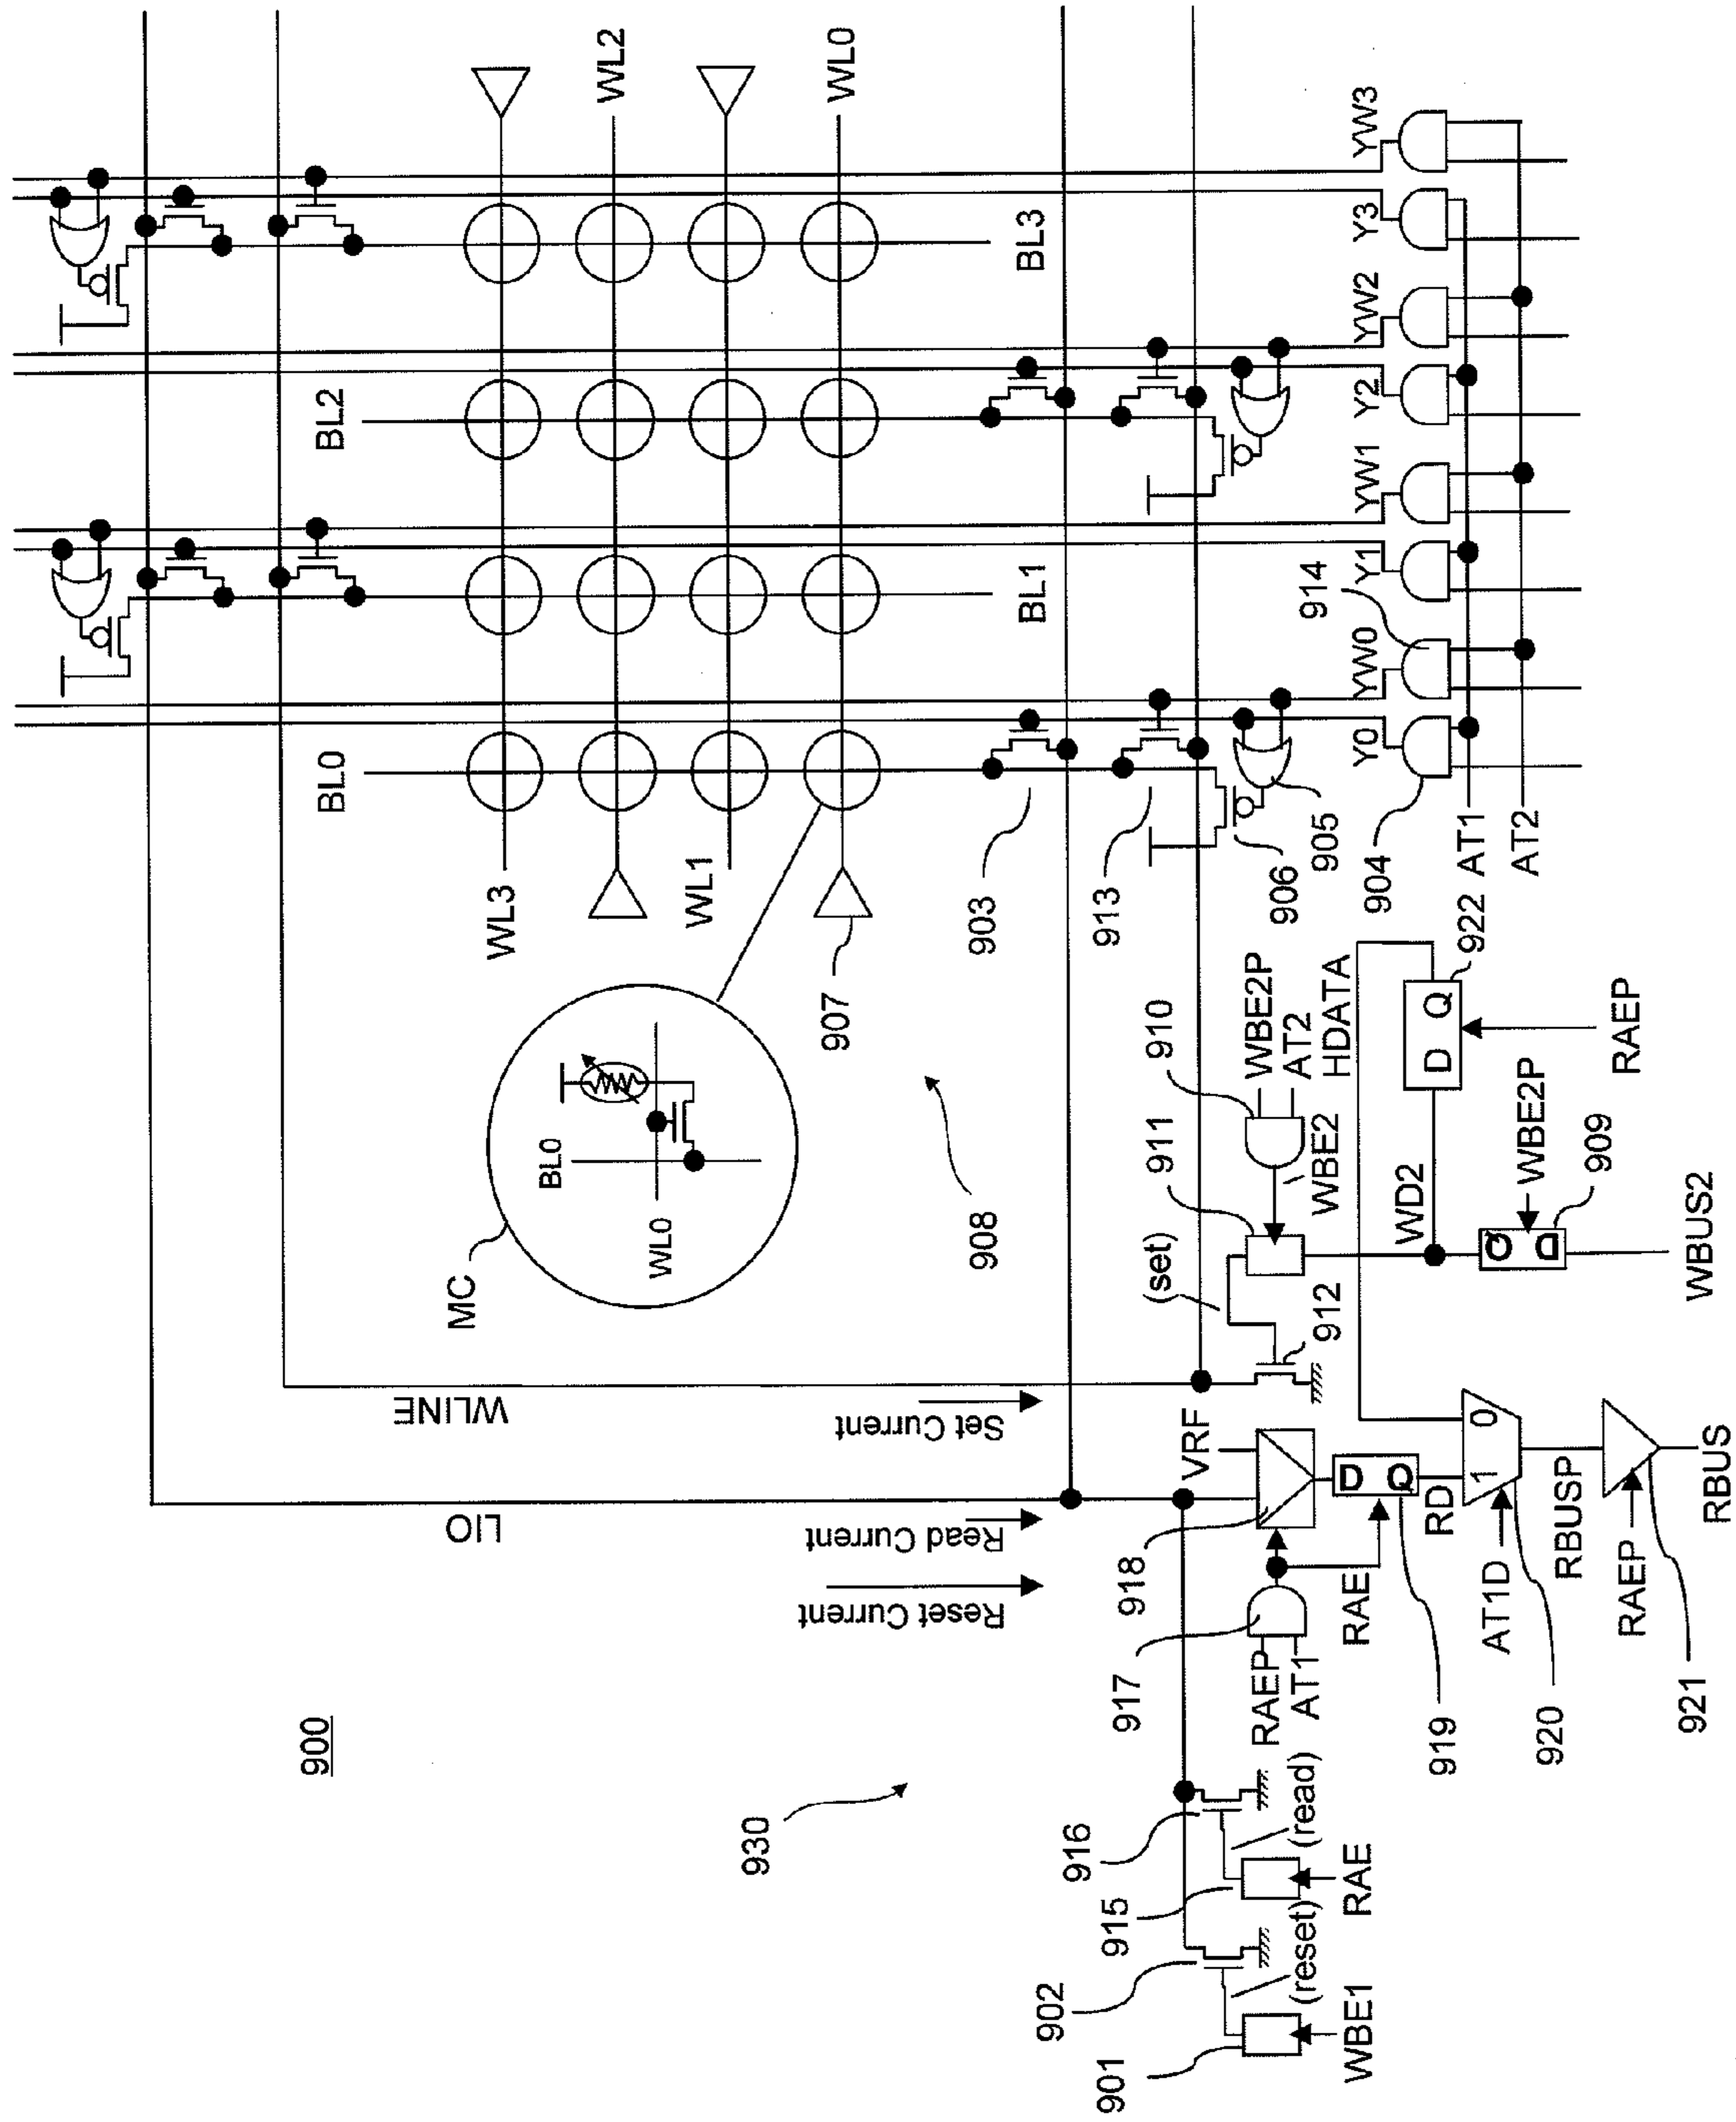 900
930
LIO
WLINE
Reset Current
Read Current
Set Current
MC
BL0
WL0
908
907
WL3
WL1
WL2
WL0
BL0
BL1
BL2
BL3
903
913
906
905
904
914
Y0
YW0
Y1
YW1
Y2
YW2
Y3
YW3
AT1
AT2
901
902
915
916
(reset)
(read)
WBE1
RAE
917
918
VRF
RAEP
AT1
RAE
D
Q
RD
919
1
0
AT1D
920
RBUSP
RAEP
921
RBUS
(set)
912
911
910
WBE2P
AT2
HDATA
WBE2
WD2
D Q
922
RAEP
Q
D
WBE2P
909
WBUS2